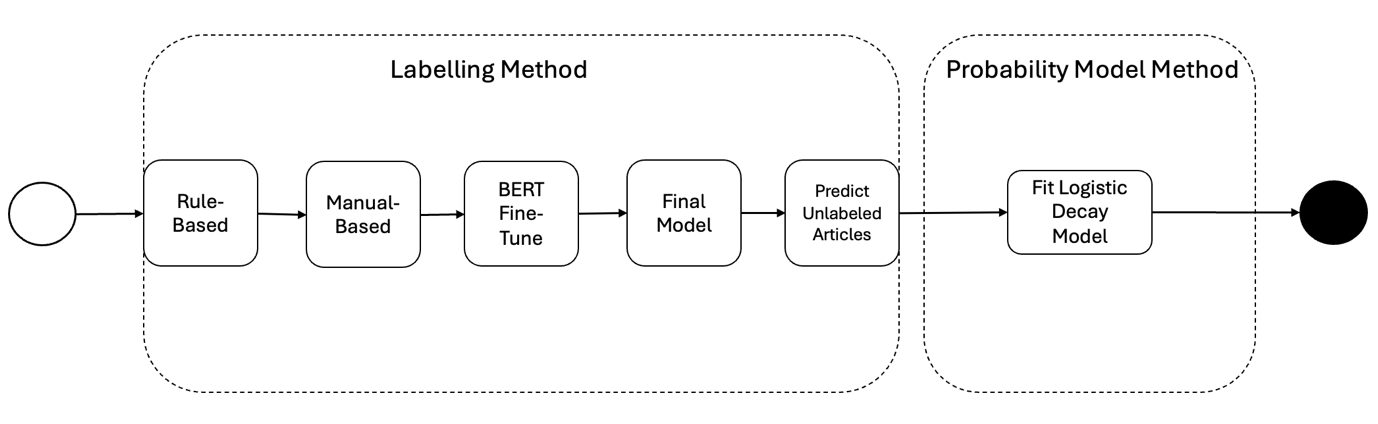 Labelling Method
Probability Model Method
Rule-
Based
Manual-
Based
BERT
Fine-
Tune
Final
Model
Predict
Unlabeled
Articles
Fit Logistic
Decay
Model